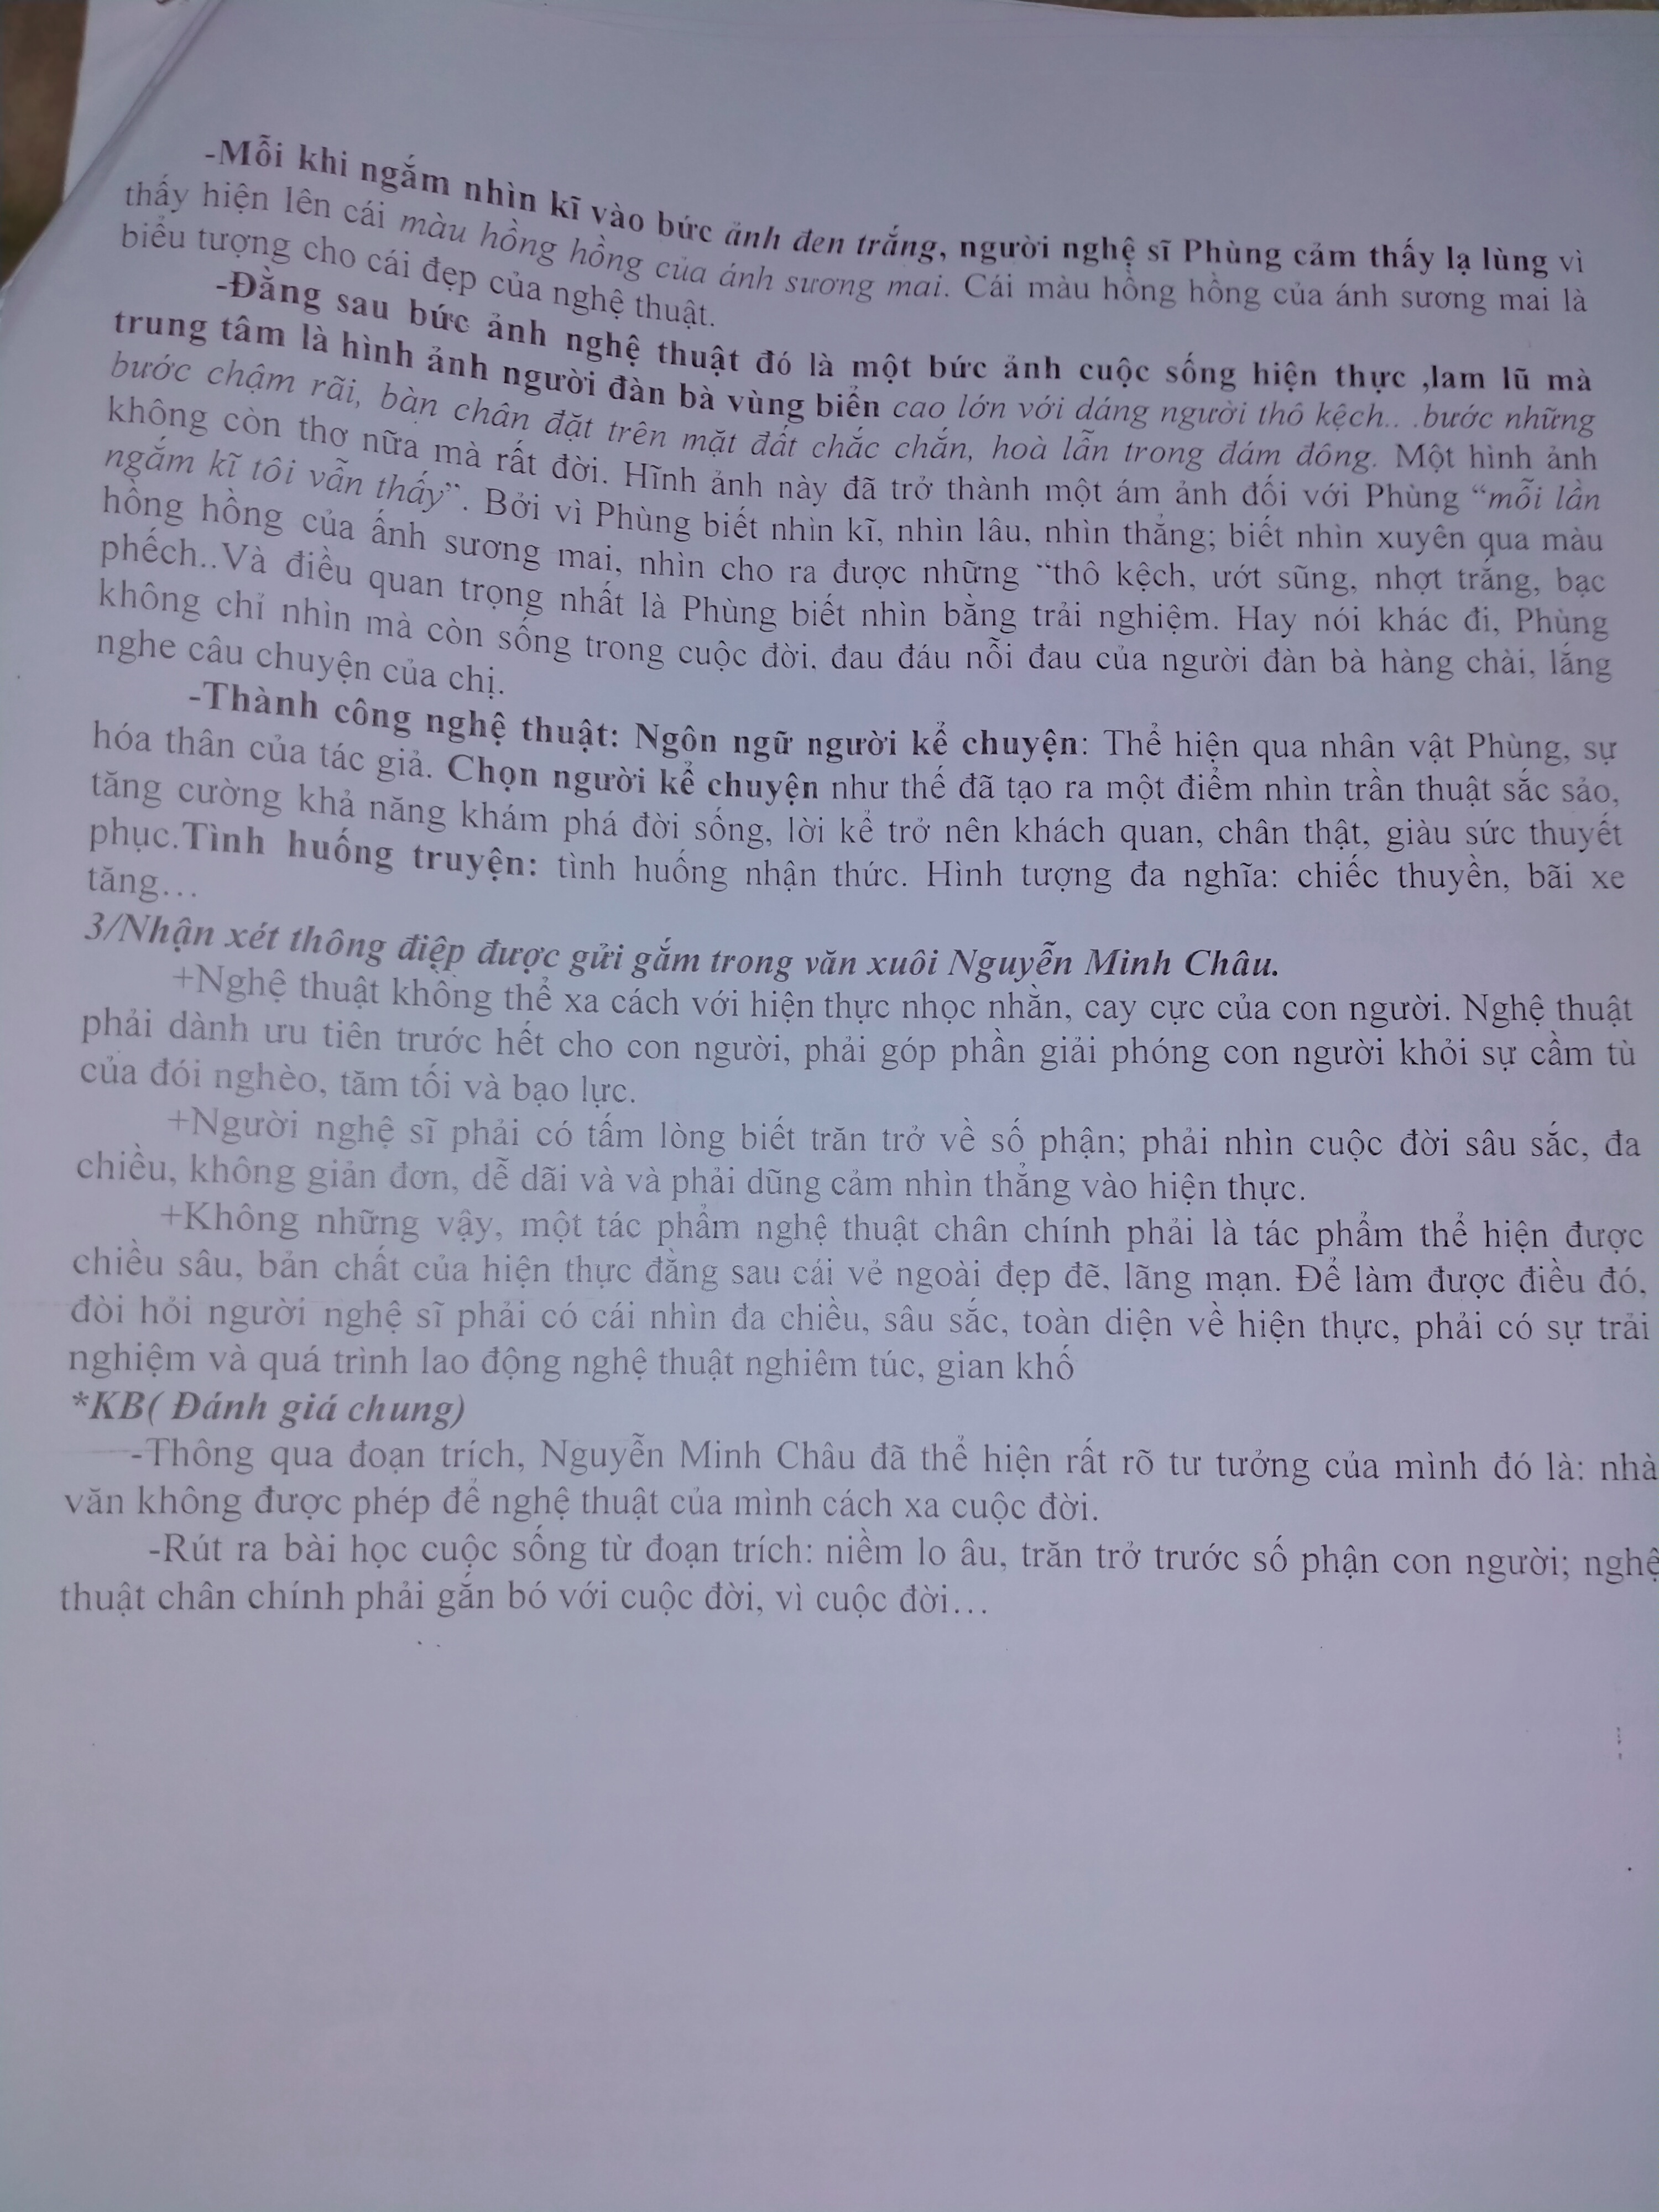 -Mỗi khi ngắm nhìn kĩ vào bức ảnh đen trắng, người nghệ sĩ Phùng cảm thấy lạ lùng vì
thấy hiện lên cái màu hồng hồng của ánh sương mai. Cái màu hồng hồng của ánh sương mai là
biểu tượng cho cái đẹp của nghệ thuật.
-Đằng sau bức ảnh nghệ thuật đó là một bức ảnh cuộc sống hiện thực ,lam lũ mà
trung tâm là hình ảnh người đàn bà vùng biển cao lớn với dáng người thô kệch.. .bước những
bước chậm rãi, bàn chân đặt trên mặt đất chắc chắn, hoà lẫn trong đám đông. Một hình ảnh
không còn thơ nữa mà rất đời. Hĩnh ảnh này đã trở thành một ám ảnh đối với Phùng “mỗi lần
ngắm kĩ tôi vẫn thấy”. Bởi vì Phùng biết nhìn kĩ, nhìn lâu, nhìn thẳng; biết nhìn xuyên qua màu
hồng hồng của ấnh sương mai, nhìn cho ra được những “thô kệch, ướt sũng, nhợt trắng, bạc
phếch..Và điều quan trọng nhất là Phùng biết nhìn bằng trải nghiệm. Hay nói khác đi, Phùng
không chỉ nhìn mà còn sống trong cuộc đời. đau đáu nỗi đau của người đàn bà hàng chài, lắng
nghe câu chuyện của chị.
-Thành công nghệ thuật: Ngôn ngữ người kể chuyện: Thể hiện qua nhân vật Phùng, sự
hóa thân của tác giả. Chọn người kể chuyện như thế đã tạo ra một điểm nhìn trần thuật sắc sảo,
tăng cường khả năng khám phá đời sống, lời kể trở nên khách quan, chân thật, giàu sức thuyết
phục.Tình huống truyện: tình huống nhận thức. Hình tượng đa nghĩa: chiếc thuyền, bãi xe
tăng…
3/Nhận xét thông điệp được gửi gắm trong văn xuôi Nguyễn Minh Châu.
+Nghệ thuật không thể xa cách với hiện thực nhọc nhằn, cay cực của con người. Nghệ thuật
phải dành ưu tiên trước hết cho con người, phải góp phần giải phóng con người khỏi sự cầm tù
của đói nghèo, tăm tối và bạo lực.
+Người nghệ sĩ phải có tấm lòng biết trăn trở về số phận; phải nhìn cuộc đời sâu sắc, đa
chiều, không giản đơn, dễ dãi và và phải dũng cảm nhìn thẳng vào hiện thực.
+Không những vậy, một tác phẩm nghệ thuật chân chính phải là tác phẩm thể hiện được
chiều sâu, bản chất của hiện thực đằng sau cái vẻ ngoài đẹp đẽ, lãng mạn. Để làm được điều đó,
đòi hỏi người nghệ sĩ phải có cái nhìn đa chiều, sâu sắc, toàn diện về hiện thực, phải có sự trải
nghiệm và quá trình lao động nghệ thuật nghiêm túc, gian khổ
*KB( Đánh giá chung)
-Thông qua đoạn trích, Nguyễn Minh Châu đã thể hiện rất rõ tư tưởng của mình đó là: nhà
văn không được phép để nghệ thuật của mình cách xa cuộc đời.
-Rút ra bài học cuộc sống từ đoạn trích: niềm lo âu, trăn trở trước số phận con người; nghệ
thuật chân chính phải gắn bó với cuộc đời, vì cuộc đời…